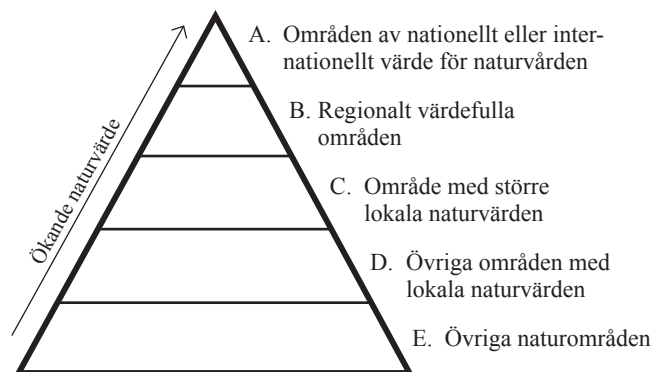 Ökande naturvärde
A. Områden av nationellt eller inter-
nationellt värde för naturvården
B. Regionalt värdefulla
områden
C. Område med större
lokala naturvärden
D. Övriga områden med
lokala naturvärden
E. Övriga naturområden